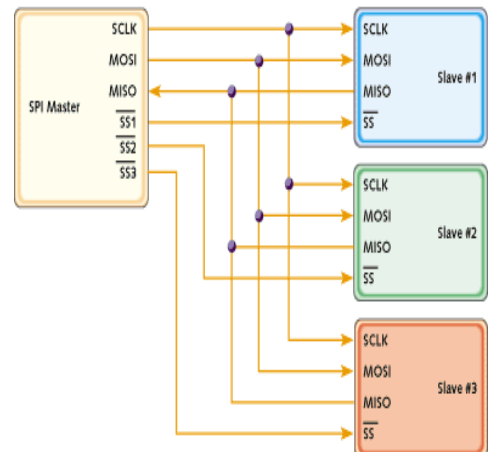 SPI Master
SCLK
MOSI
MISO
SS1
SS2
SS3
SCLK
MOSI
MISO
SS
Slave #1
SCLK
MOSI
MISO
SS
Slave #2
SCLK
MOSI
MISO
SS
Slave #3